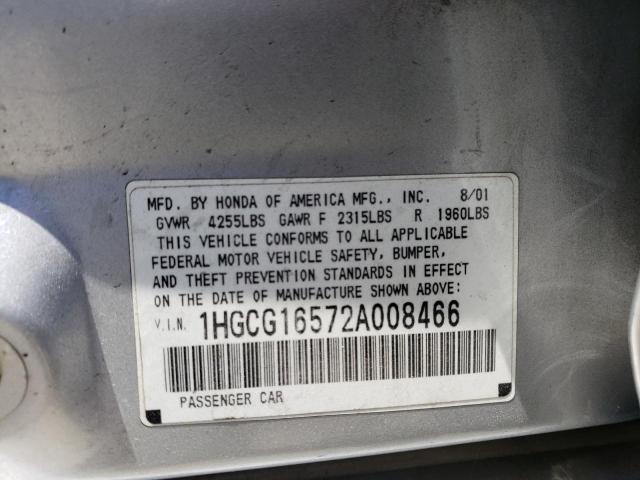 MFD. BY HONDA OF AMERICA MFG., INC. 8/01
GVWR 4255LBS GAWR F 2315LBS R 1960LBS
THIS VEHICLE CONFORMS TO ALL APPLICABLE
FEDERAL MOTOR VEHICLE SAFETY, BUMPER,
AND THEFT PREVENTION STANDARDS IN EFFECT
ON THE DATE OF MANUFACTURE SHOWN ABOVE:
V.I.N. 1HGCG16572A008466
PASSENGER CAR